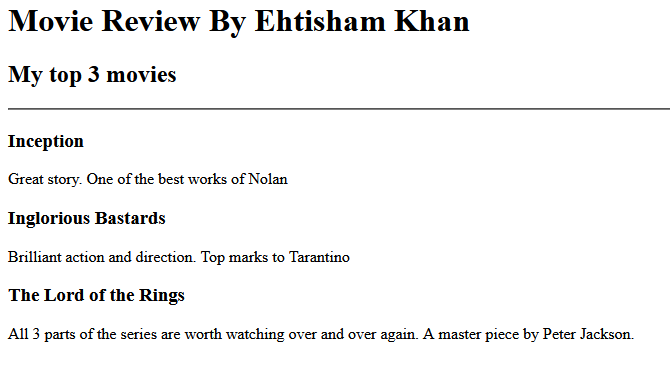 Movie Review By Ehtisham Khan
My top 3 movies
Inception
Great story. One of the best works of Nolan
Inglorious Bastards
Brilliant action and direction. Top marks to Tarantino
The Lord of the Rings
All 3 parts of the series are worth watching over and over again. A master piece by Peter Jackson.